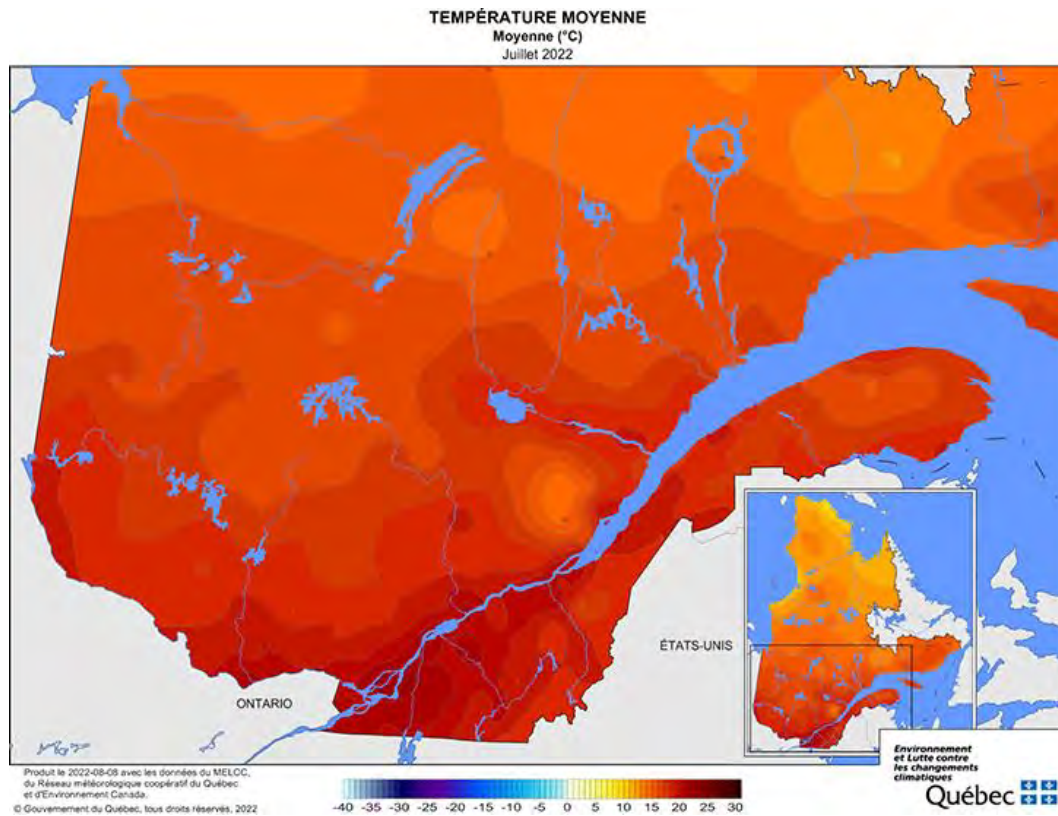 TEMPÉRATURE MOYENNE
Moyenne (°C)
Juillet 2022
ÉTATS-UNIS
ONTARIO
Environnement
et Lutte contre
les changements
climatiques
Québec
Produit le 2022-08-08 avec les données du MELCC,
du Réseau météorologique coopératif du Québec
et d'Environnement Canada.
© Gouvernement du Québec, tous droits réservés, 2022
-40 -35 -30 -25 -20 -15 -10 -5 0 5 10 15 20 25 30